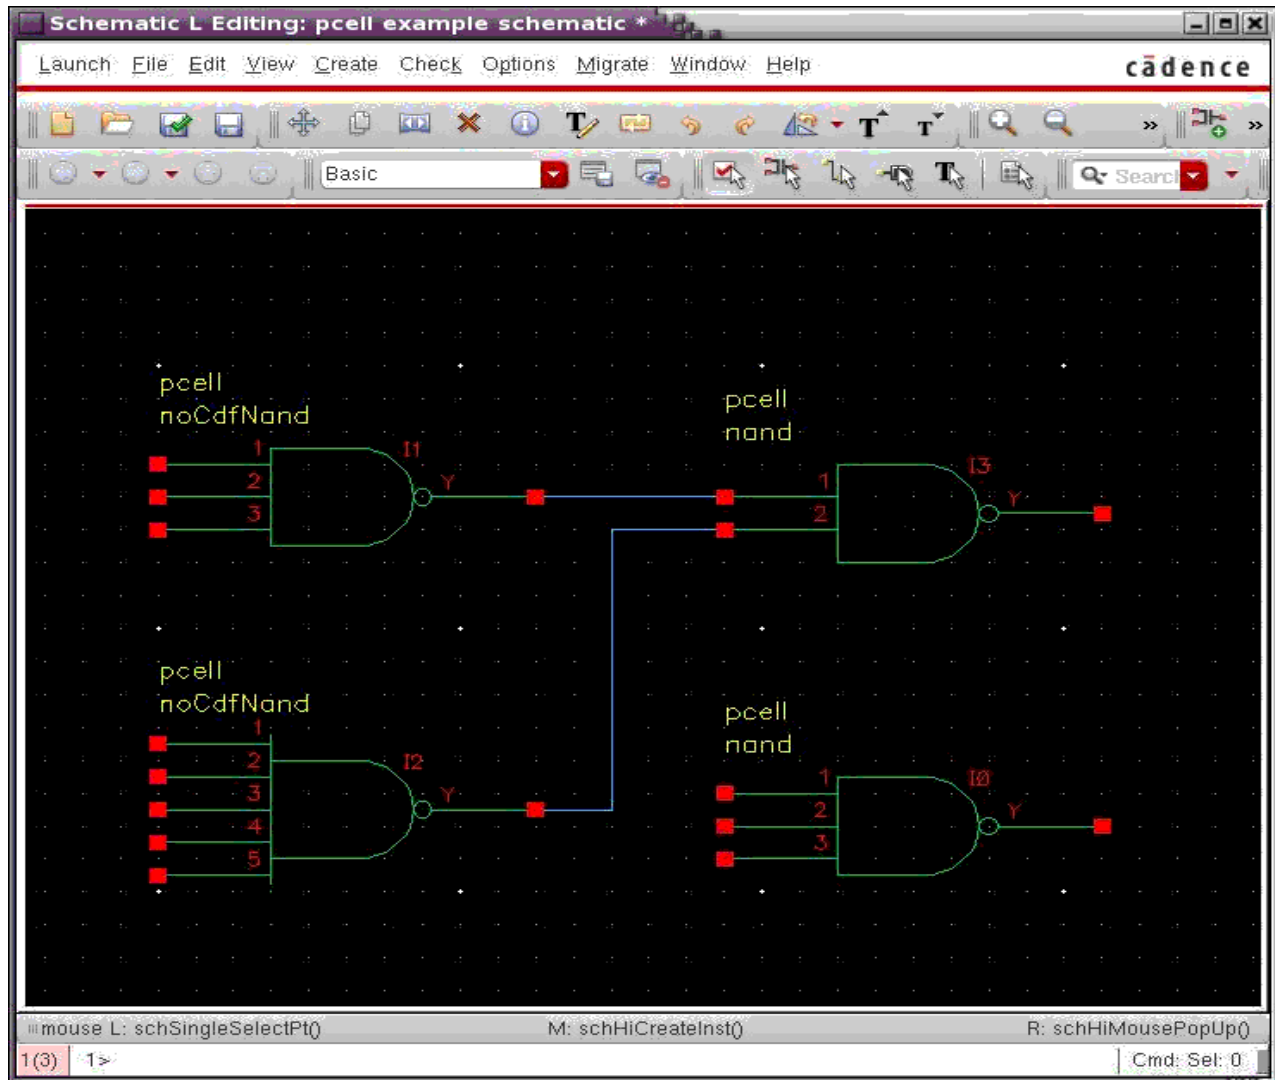 Schematic L Editing: pcell example schematic *
Launch File Edit View Create Check Options Migrate Window Help
cādence
» »
Basic
Search
pcell
noCdfNand
1
2
3
I1
Y
pcell
nand
1
2
I3
Y
pcell
noCdfNand
1
2
3
4
5
I2
Y
pcell
nand
1
2
3
I0
Y
mouse L: schSingleSelectPt()
M: schHiCreateInst()
R: schHiMousePopUp()
1(3)
1>
Cmd: Sel: 0